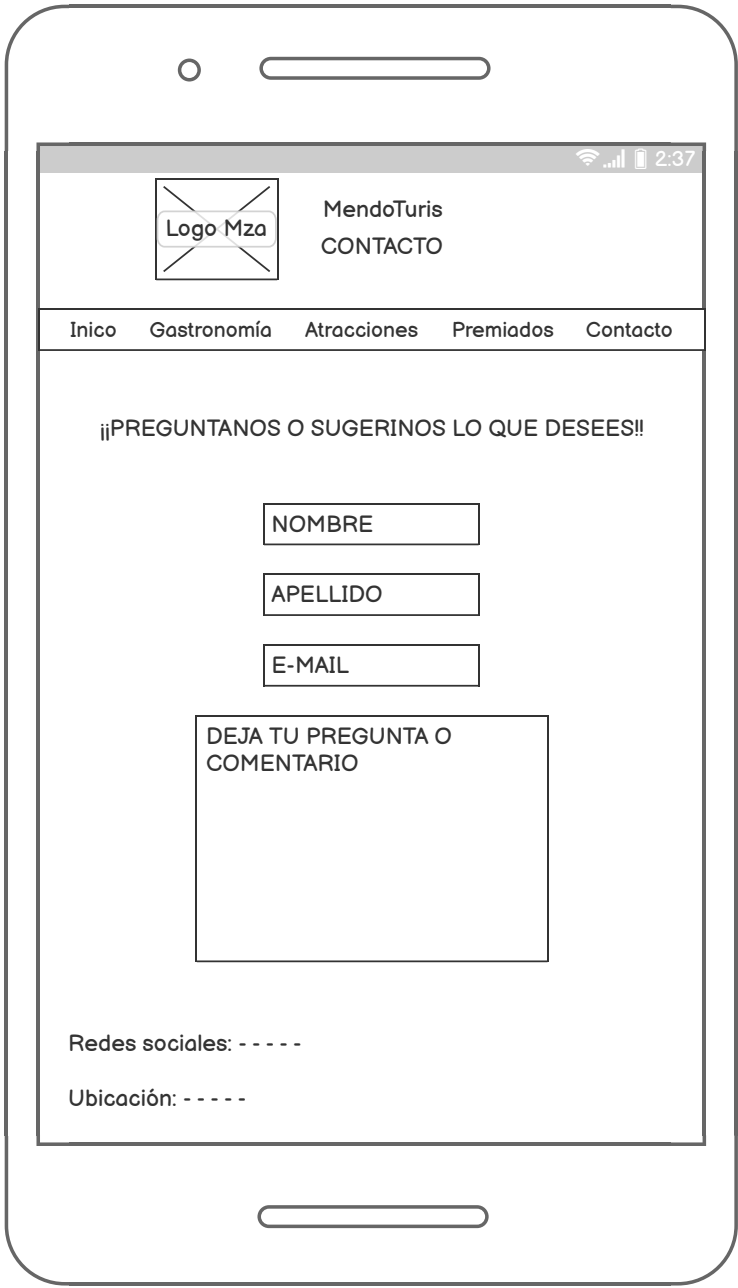 2:37
Logo Mza
MendoTuris
CONTACTO
Inico Gastronomía Atracciones Premiados Contacto
¡¡PREGUNTANOS O SUGERINOS LO QUE DESEES!!
NOMBRE
APELLIDO
E-MAIL
DEJA TU PREGUNTA O
COMENTARIO
Redes sociales: - - - - -
Ubicación: - - - - -